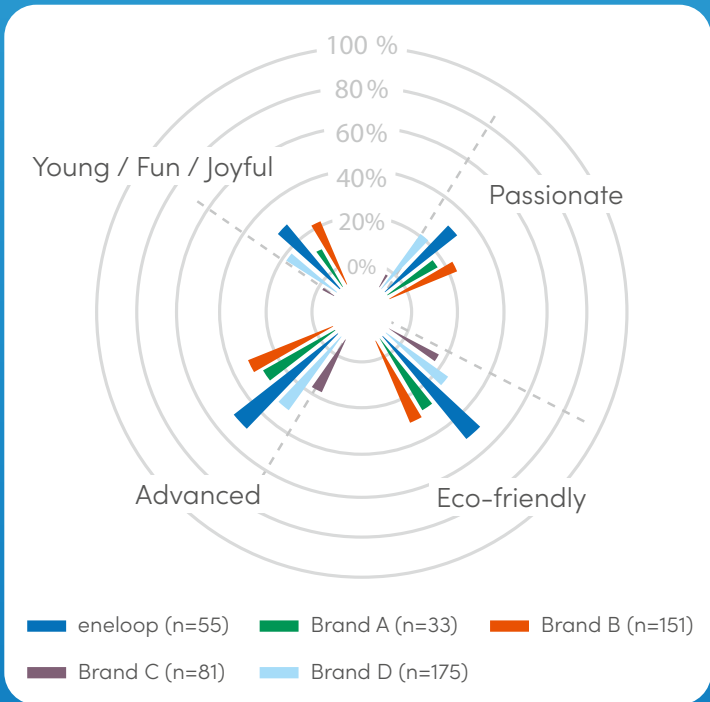 100 %
80%
60%
40%
20%
0%
Young / Fun / Joyful
Passionate
Advanced
Eco-friendly
eneloop (n=55)
Brand A (n=33)
Brand B (n=151)
Brand C (n=81)
Brand D (n=175)